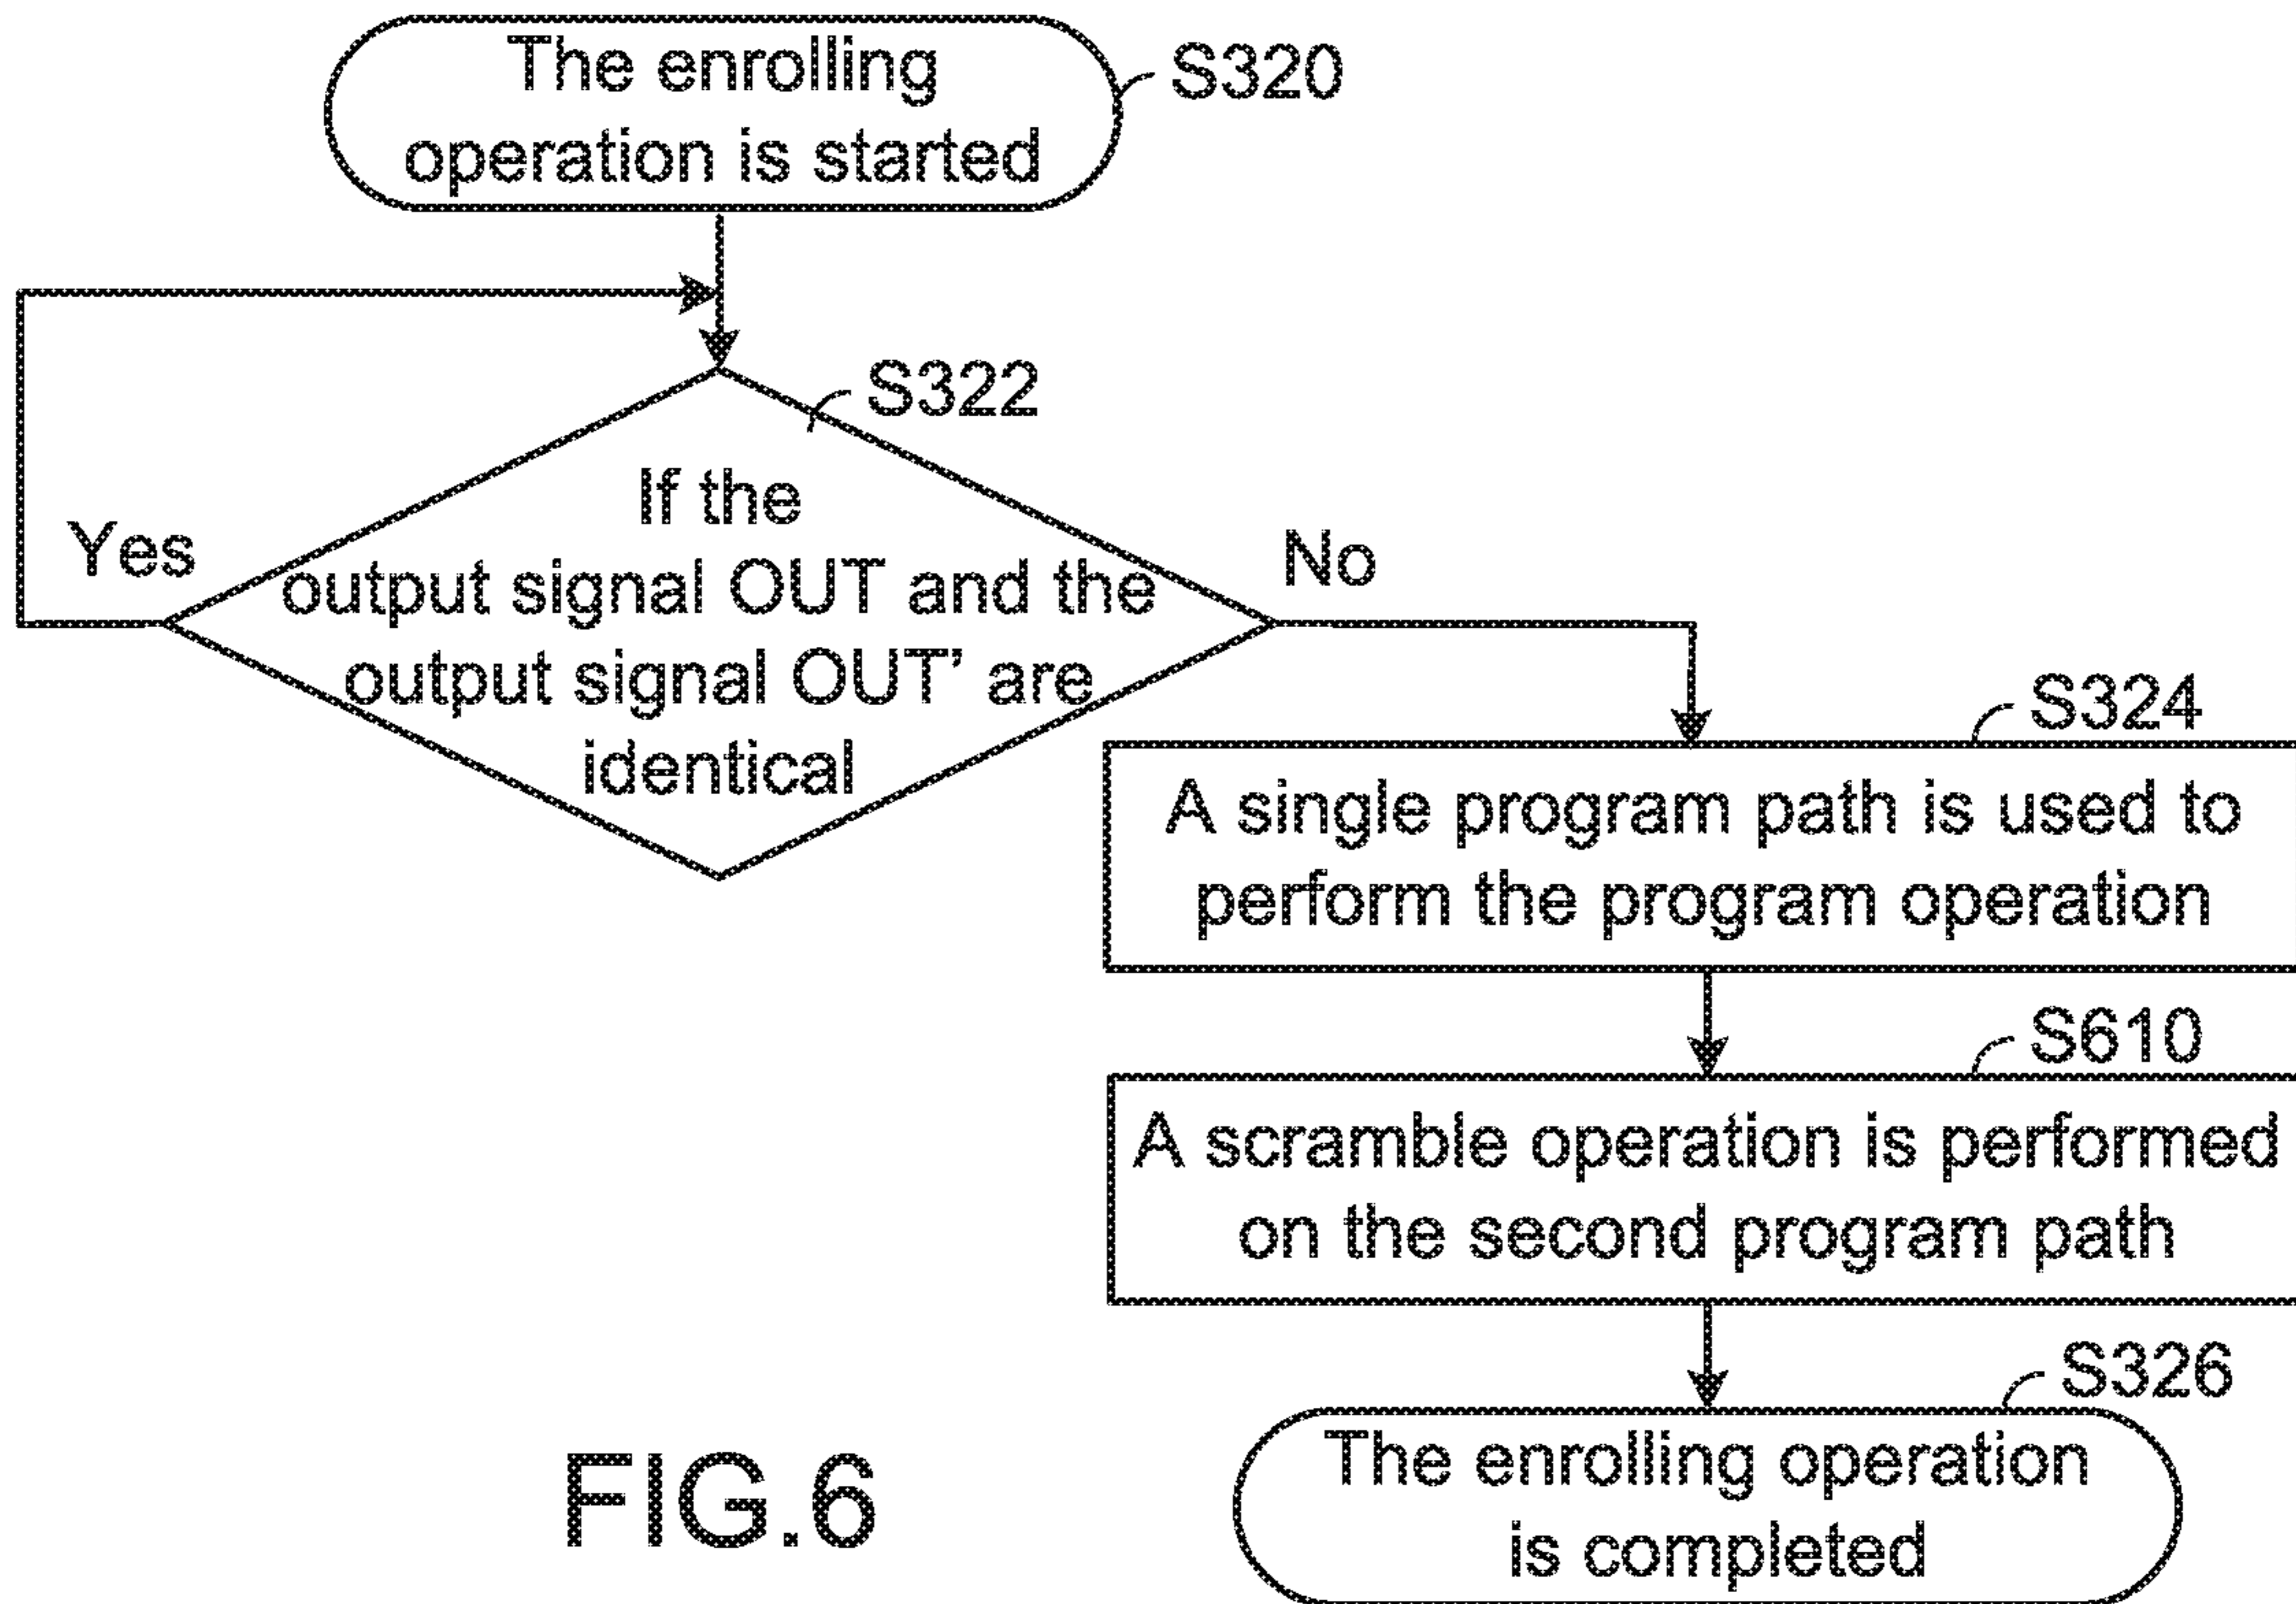 The enrolling
operation is started
S320
S322
If the
output signal OUT and the
output signal OUT’ are
identical
Yes
No
S324
A single program path is used to
perform the program operation
S610
A scramble operation is performed
on the second program path
S326
The enrolling operation
is completed
FIG.6